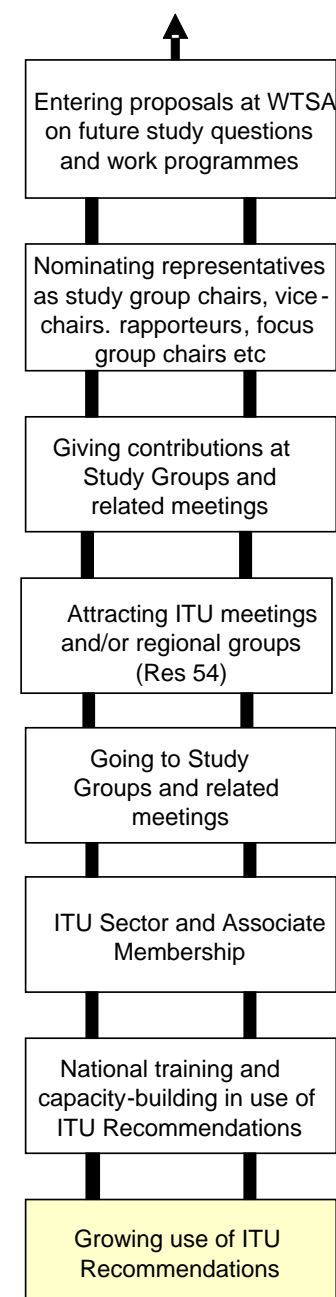 Entering proposals at WTSA
on future study questions
and work programmes
Nominating representatives
as study group chairs, vice-
chairs. rapporteurs, focus
group chairs etc
Giving contributions at
Study Groups and
related meetings
Attracting ITU meetings
and/or regional groups
(Res 54)
Going to Study
Groups and related
meetings
ITU Sector and Associate
Membership
National training and
capacity-building in use of
ITU Recommendations
Growing use of ITU
Recommendations